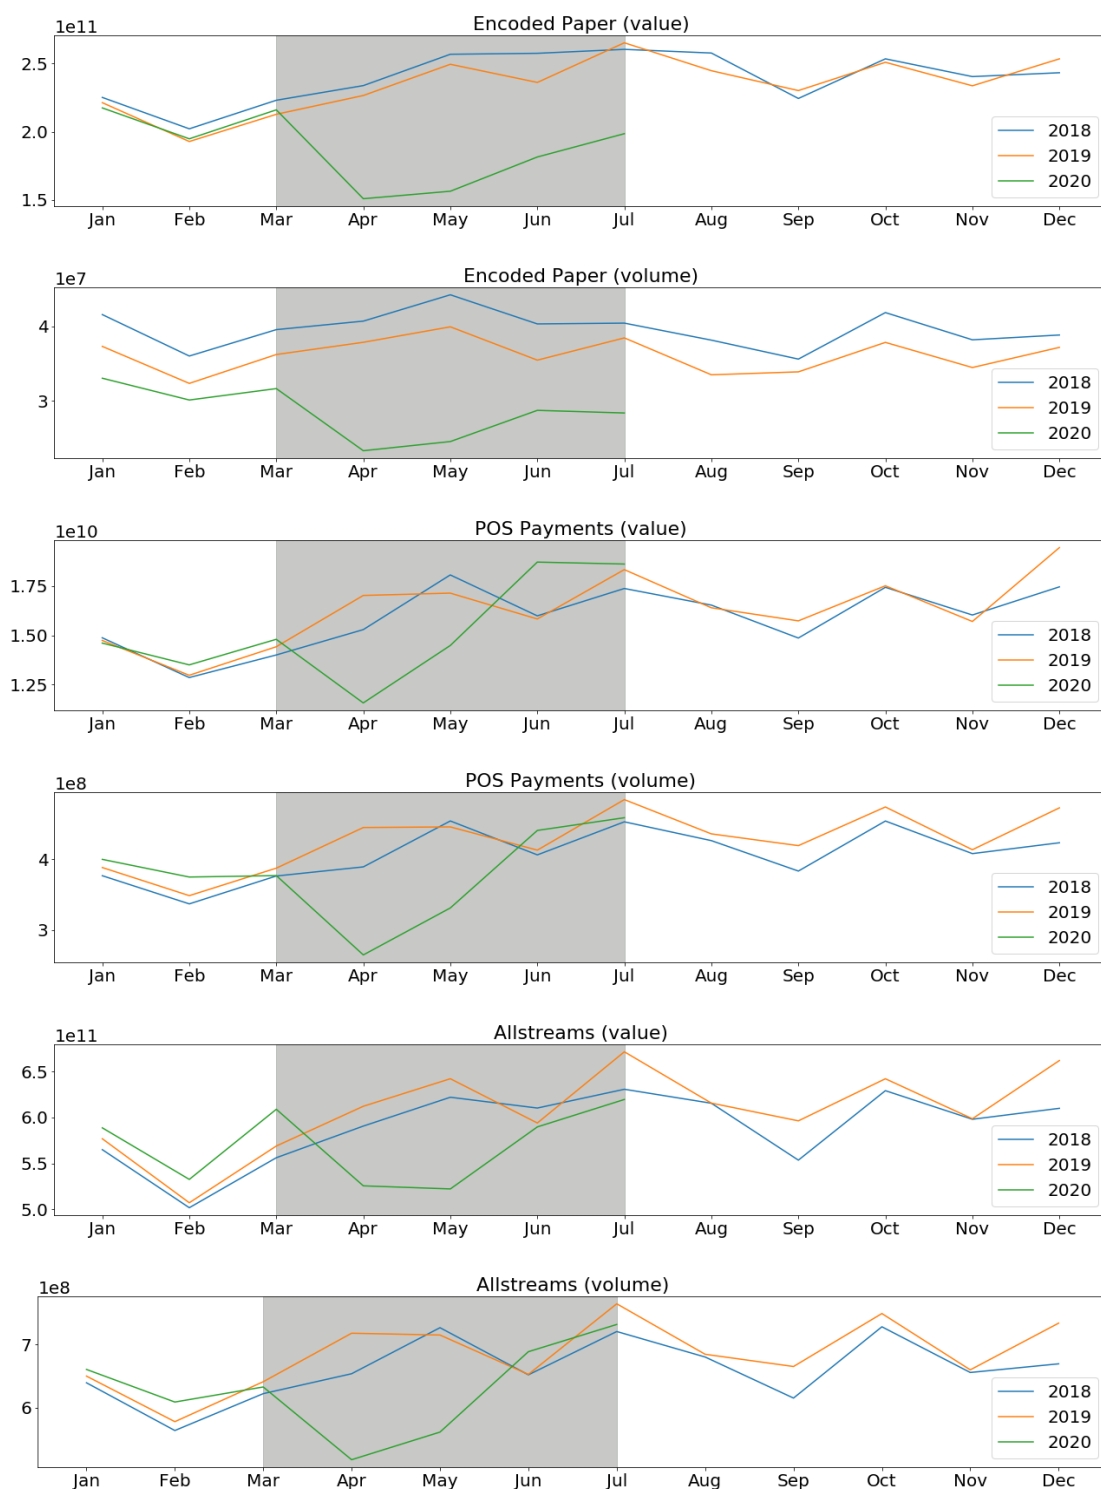 Encoded Paper (value)
1e11
2.5
2.0
1.5
2018
2019
2020
Jan Feb Mar Apr May Jun Jul Aug Sep Oct Nov Dec
Encoded Paper (volume)
1e7
4
3
2018
2019
2020
Jan Feb Mar Apr May Jun Jul Aug Sep Oct Nov Dec
POS Payments (value)
1e10
1.75
1.50
1.25
2018
2019
2020
Jan Feb Mar Apr May Jun Jul Aug Sep Oct Nov Dec
POS Payments (volume)
1e8
4
3
2018
2019
2020
Jan Feb Mar Apr May Jun Jul Aug Sep Oct Nov Dec
Allstreams (value)
1e11
6.5
6.0
5.5
5.0
2018
2019
2020
Jan Feb Mar Apr May Jun Jul Aug Sep Oct Nov Dec
Allstreams (volume)
1e8
7
6
2018
2019
2020
Jan Feb Mar Apr May Jun Jul Aug Sep Oct Nov Dec